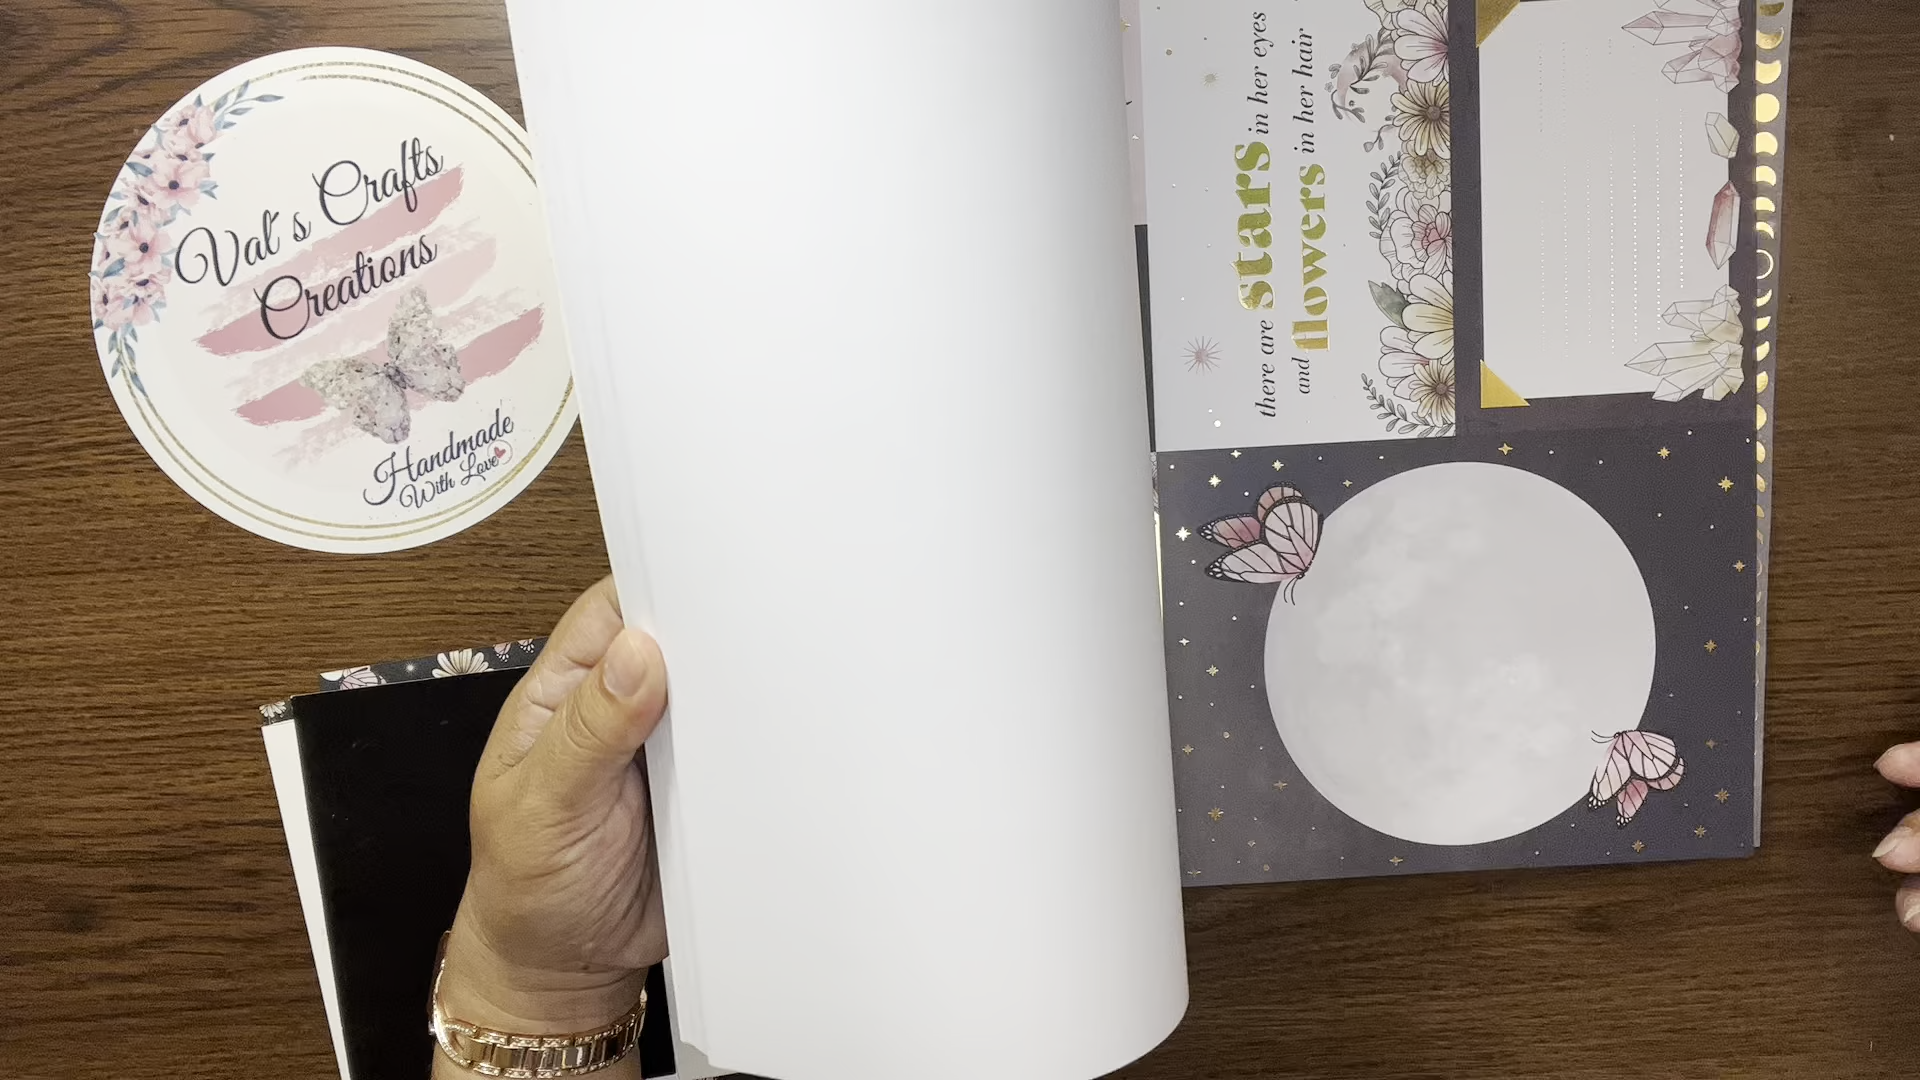 Val's Crafts
Creations
Handmade
With Love
there are stars in her eyes
and flowers in her hair